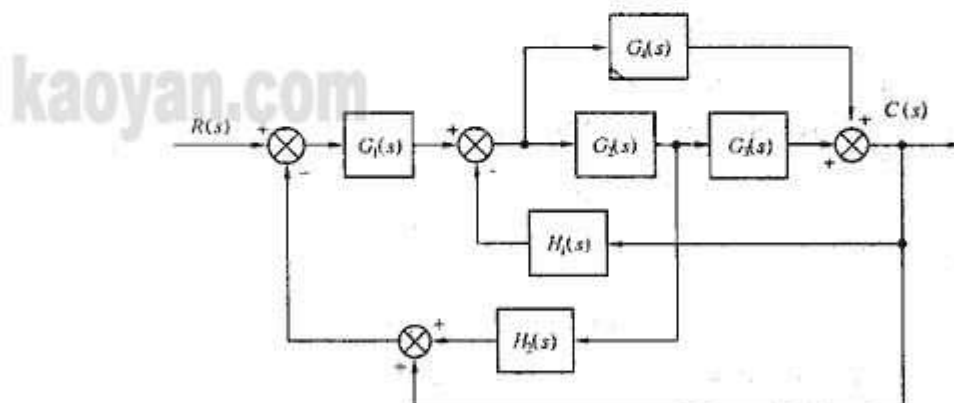 kaoyan.com
G₄(s)
C(s)
R(s)
G₁(s)
G₂(s)
G₃(s)
H₁(s)
H₂(s)
+
-
+
-
+
+
+
+